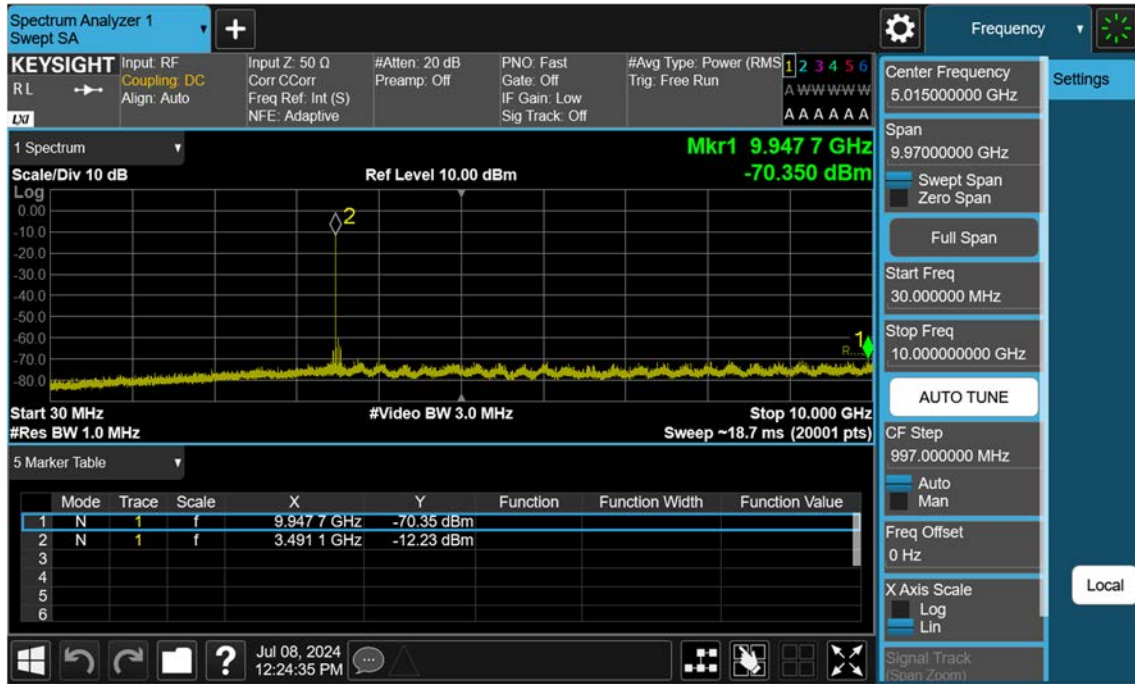 Spectrum Analyzer 1
Swept SA
+
Frequency
KEYSIGHT
RL
LXI
Input: RF
Coupling: DC
Align: Auto
Input Z: 50 Ω
Corr CCorr
Freq Ref: Int (S)
NFE: Adaptive
#Atten: 20 dB
Preamp: Off
PNO: Fast
Gate: Off
IF Gain: Low
Sig Track: Off
#Avg Type: Power (RMS
Trig: Free Run
1 2 3 4 5 6
A W W W W W
A A A A A A
1 Spectrum
Scale/Div 10 dB
Ref Level 10.00 dBm
Mkr1 9.947 7 GHz
-70.350 dBm
Log
0.00
-10.0
-20.0
-30.0
-40.0
-50.0
-60.0
-70.0
-80.0
2
1
R...
Start 30 MHz
#Video BW 3.0 MHz
Stop 10.000 GHz
#Res BW 1.0 MHz
Sweep ~18.7 ms (20001 pts)
5 Marker Table
Mode Trace Scale X Y Function Function Width Function Value
1 N 1 f 9.947 7 GHz -70.35 dBm
2 N 1 f 3.491 1 GHz -12.23 dBm
3
4
5
6
Jul 08, 2024
12:24:35 PM
?
Center Frequency
5.015000000 GHz
Span
9.97000000 GHz
Swept Span
Zero Span
Full Span
Start Freq
30.000000 MHz
Stop Freq
10.000000000 GHz
AUTO TUNE
CF Step
997.000000 MHz
Auto
Man
Freq Offset
0 Hz
X Axis Scale
Log
Lin
Signal Track
(Span Zoom)
Settings
Local